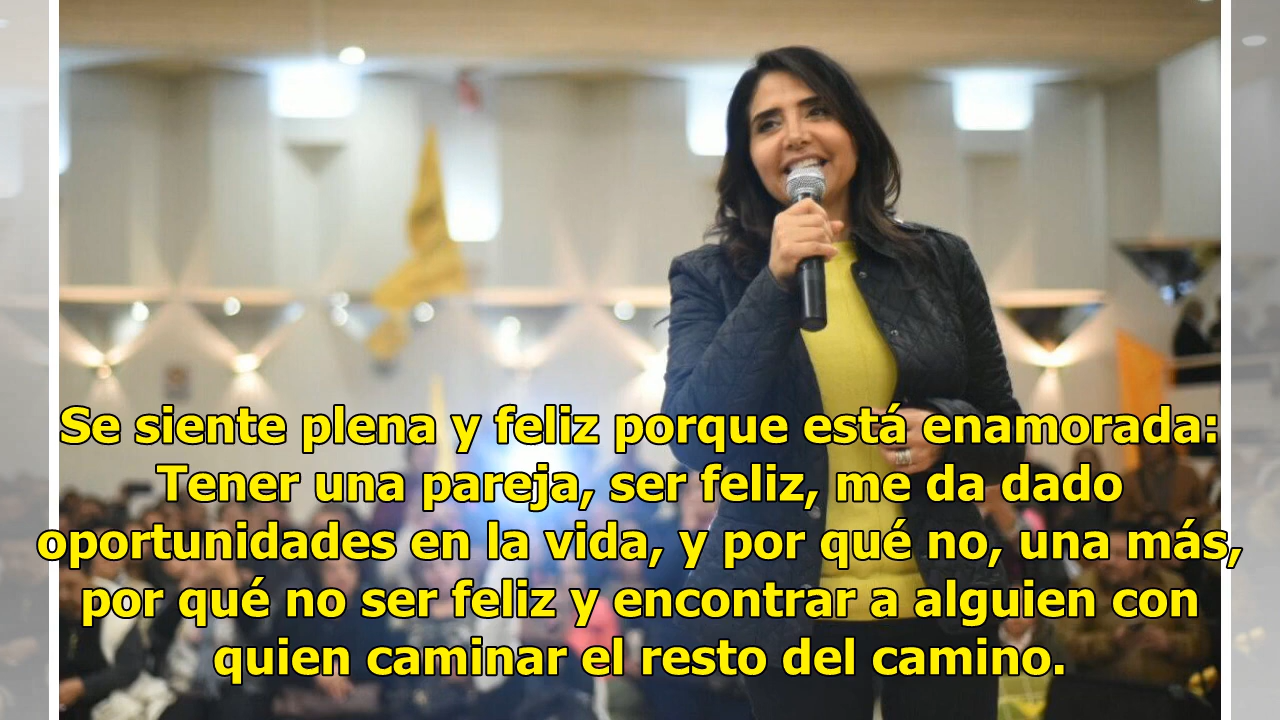 Se siente plena y feliz porque está enamorada:
Tener una pareja, ser feliz, me da dado
oportunidades en la vida, y por qué no, una más,
por qué no ser feliz y encontrar a alguien con
quien caminar el resto del camino.